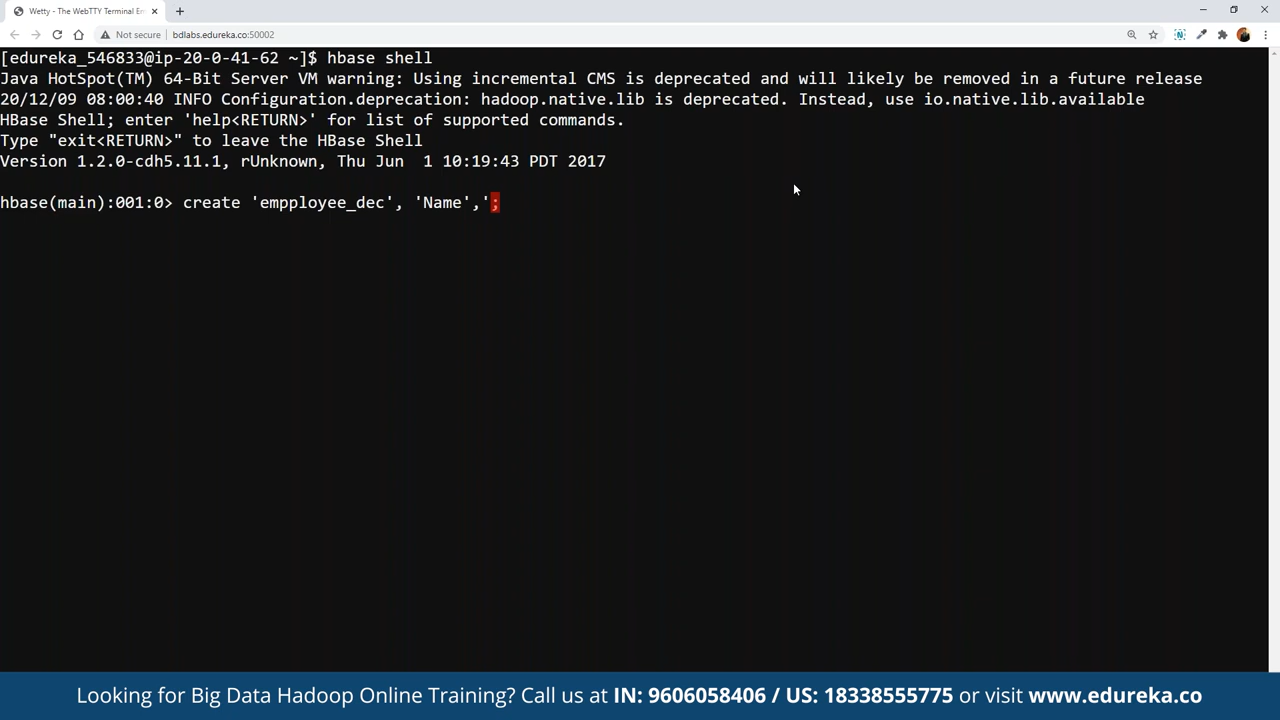 Wetty - The WebTTY Terminal En
Not secure | bdlabs.edureka.co:50002
[edureka_546833@ip-20-0-41-62 ~]$ hbase shell
Java HotSpot(TM) 64-Bit Server VM warning: Using incremental CMS is deprecated and will likely be removed in a future release
20/12/09 08:00:40 INFO Configuration.deprecation: hadoop.native.lib is deprecated. Instead, use io.native.lib.available
HBase Shell; enter 'help<RETURN>' for list of supported commands.
Type "exit<RETURN>" to leave the HBase Shell
Version 1.2.0-cdh5.11.1, rUnknown, Thu Jun  1 10:19:43 PDT 2017
hbase(main):001:0> create 'empployee_dec', 'Name',';
Looking for Big Data Hadoop Online Training? Call us at IN: 9606058406 / US: 18338555775 or visit www.edureka.co